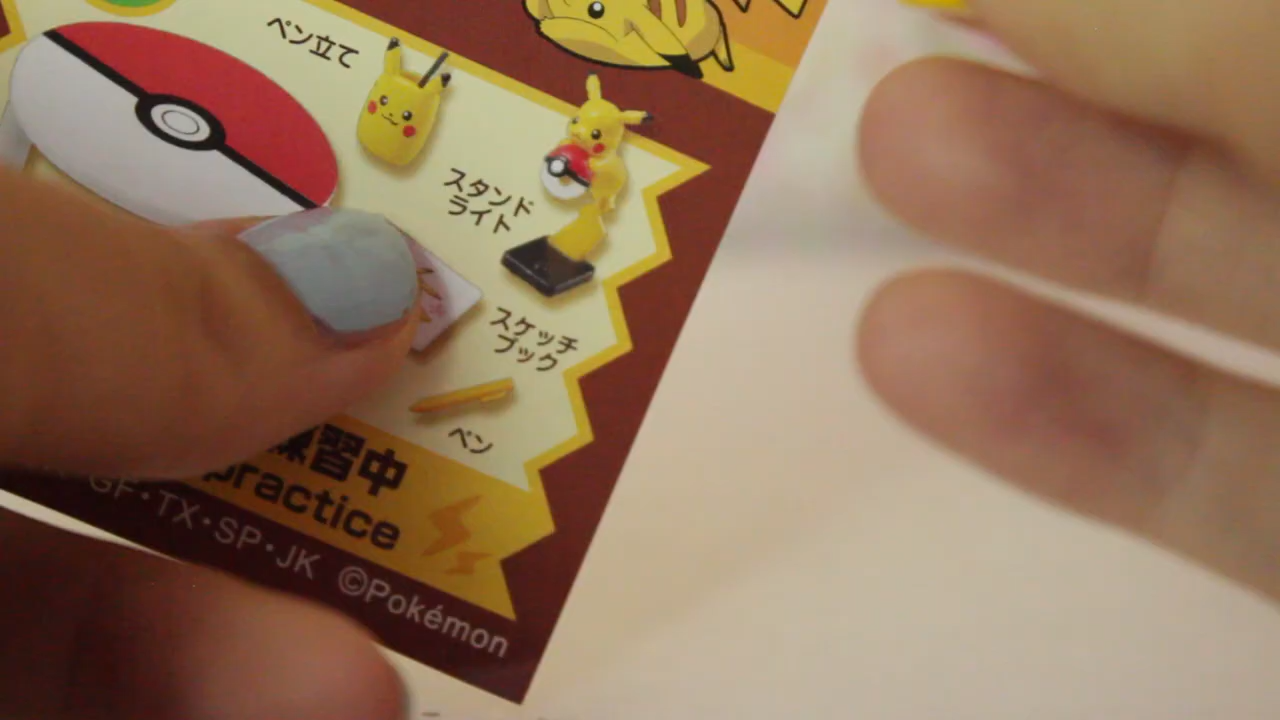 ペン立て
スタンド
ライト
スケッチ
ブック
ペン
練習中
practice
GF・TX・SP・JK ©Pokémon